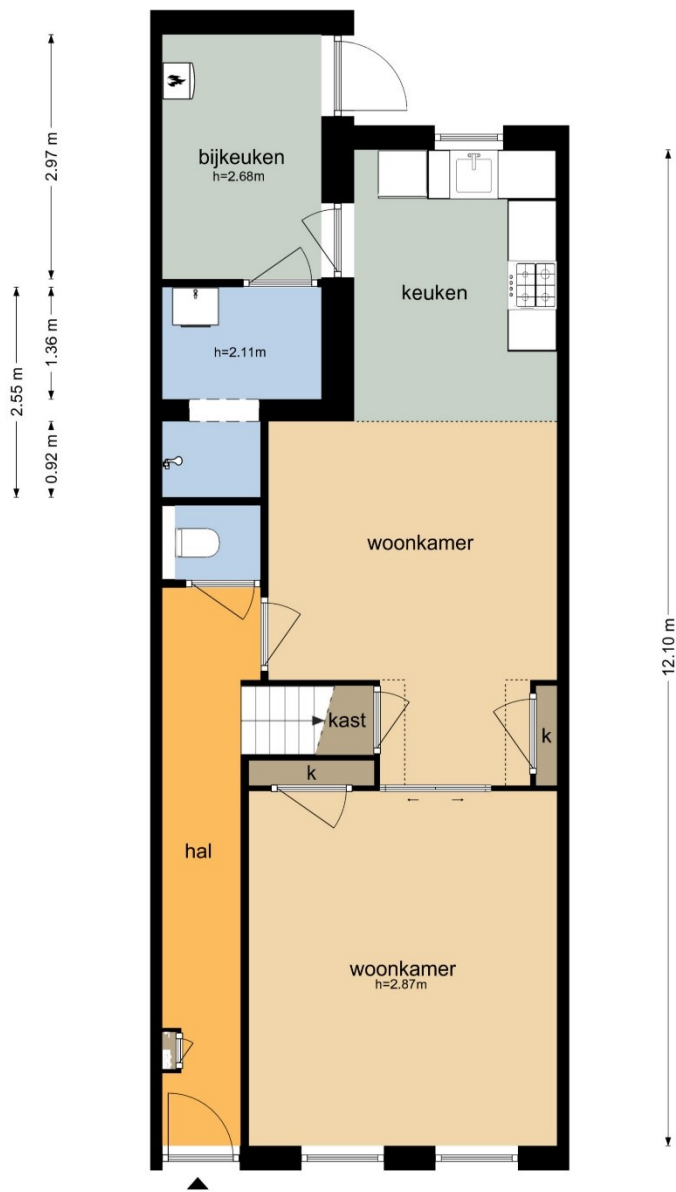 2.97 m
bijkeuken
h=2.68m
keuken
1.36 m
2.55 m
h=2.11m
0.92 m
woonkamer
12.10 m
kast
k
k
hal
woonkamer
h=2.87m